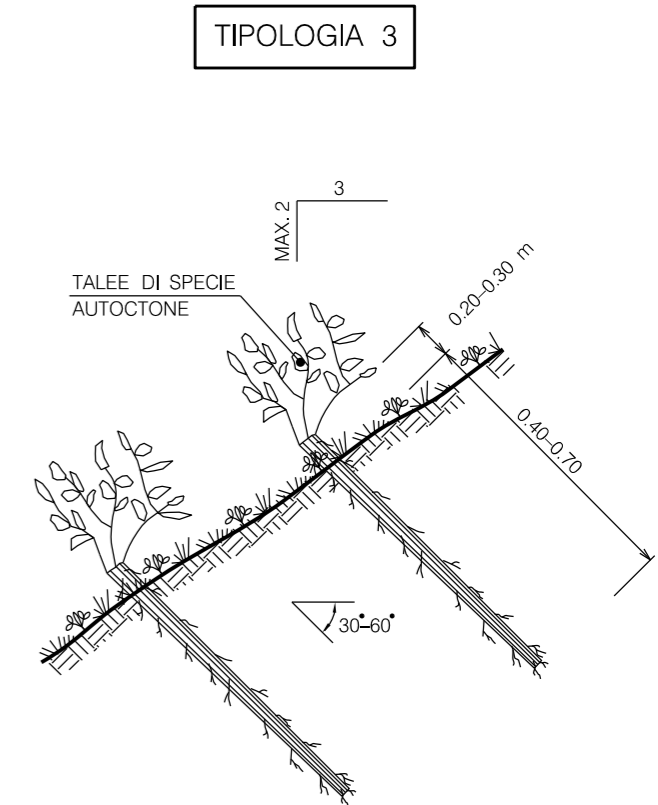 TIPOLOGIA 3
3
MAX. 2
TALEE DI SPECIE
AUTOCTONE
0.20–0.30 m
0.40–0.70
30°–60°